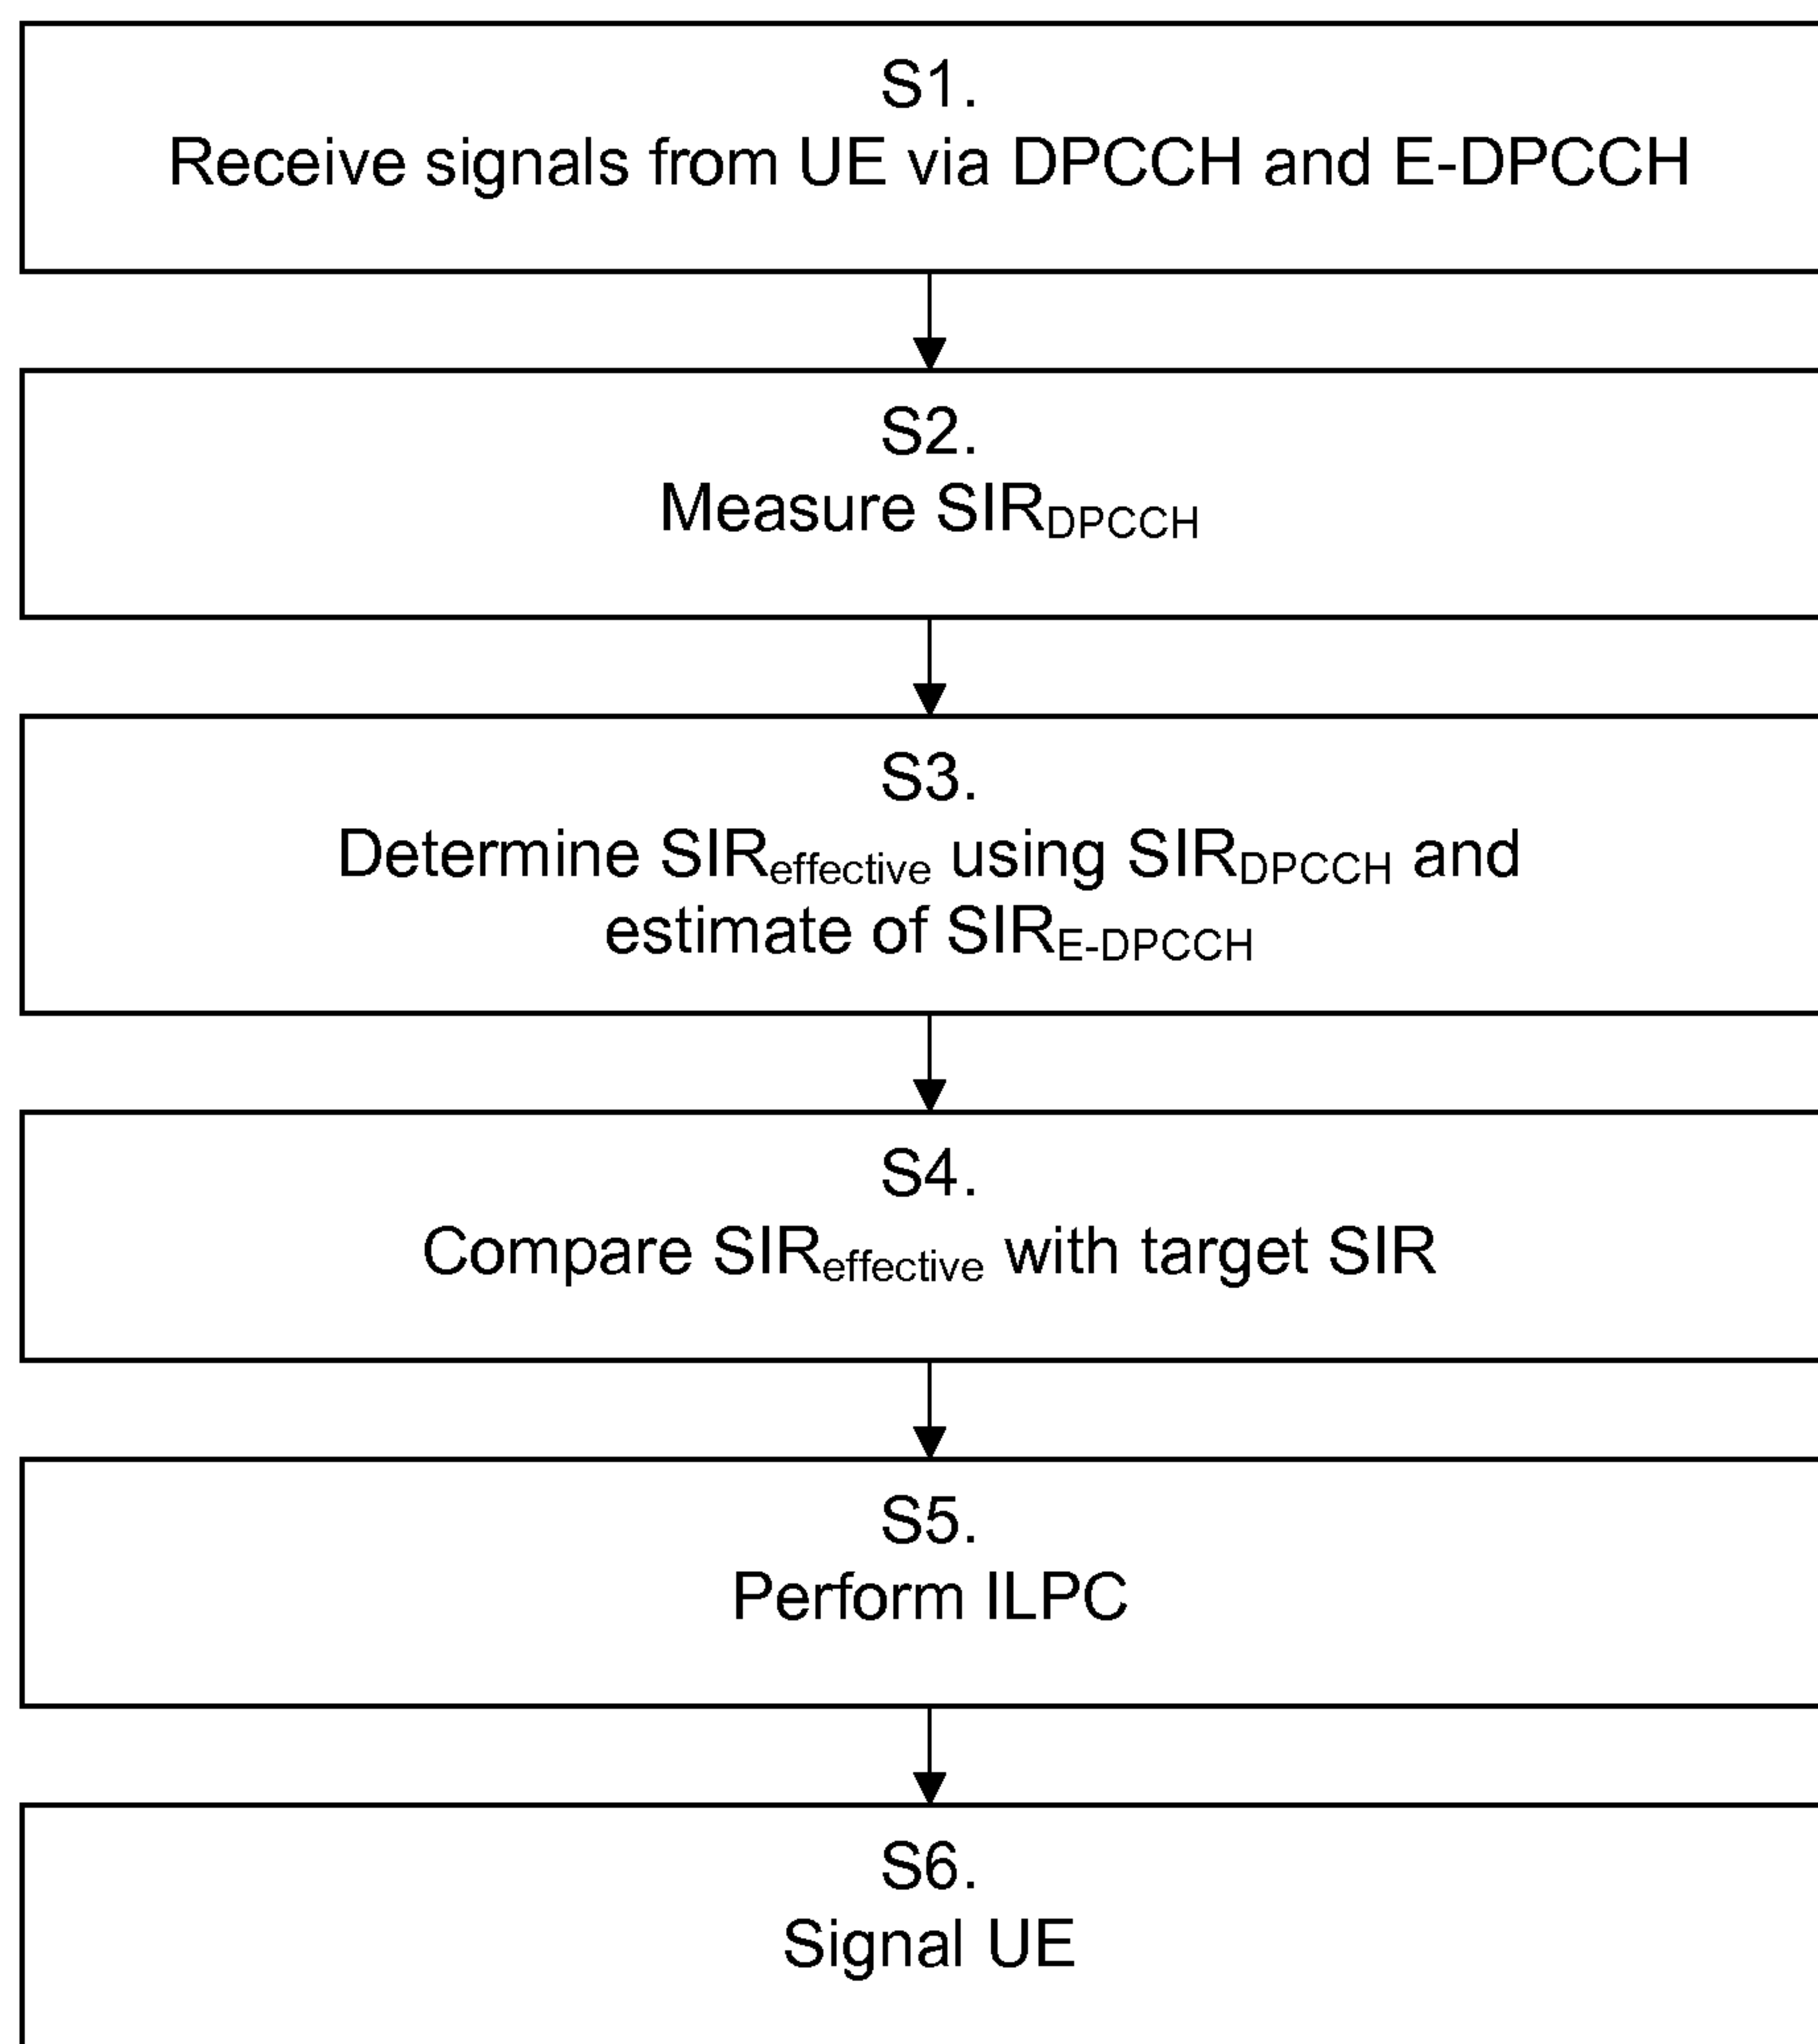 S1.
Receive signals from UE via DPCCH and E-DPCCH
S2.
Measure SIRDPCCH
S3.
Determine SIReffective using SIRDPCCH and
estimate of SIRE-DPCCH
S4.
Compare SIReffective with target SIR
S5.
Perform ILPC
S6.
Signal UE